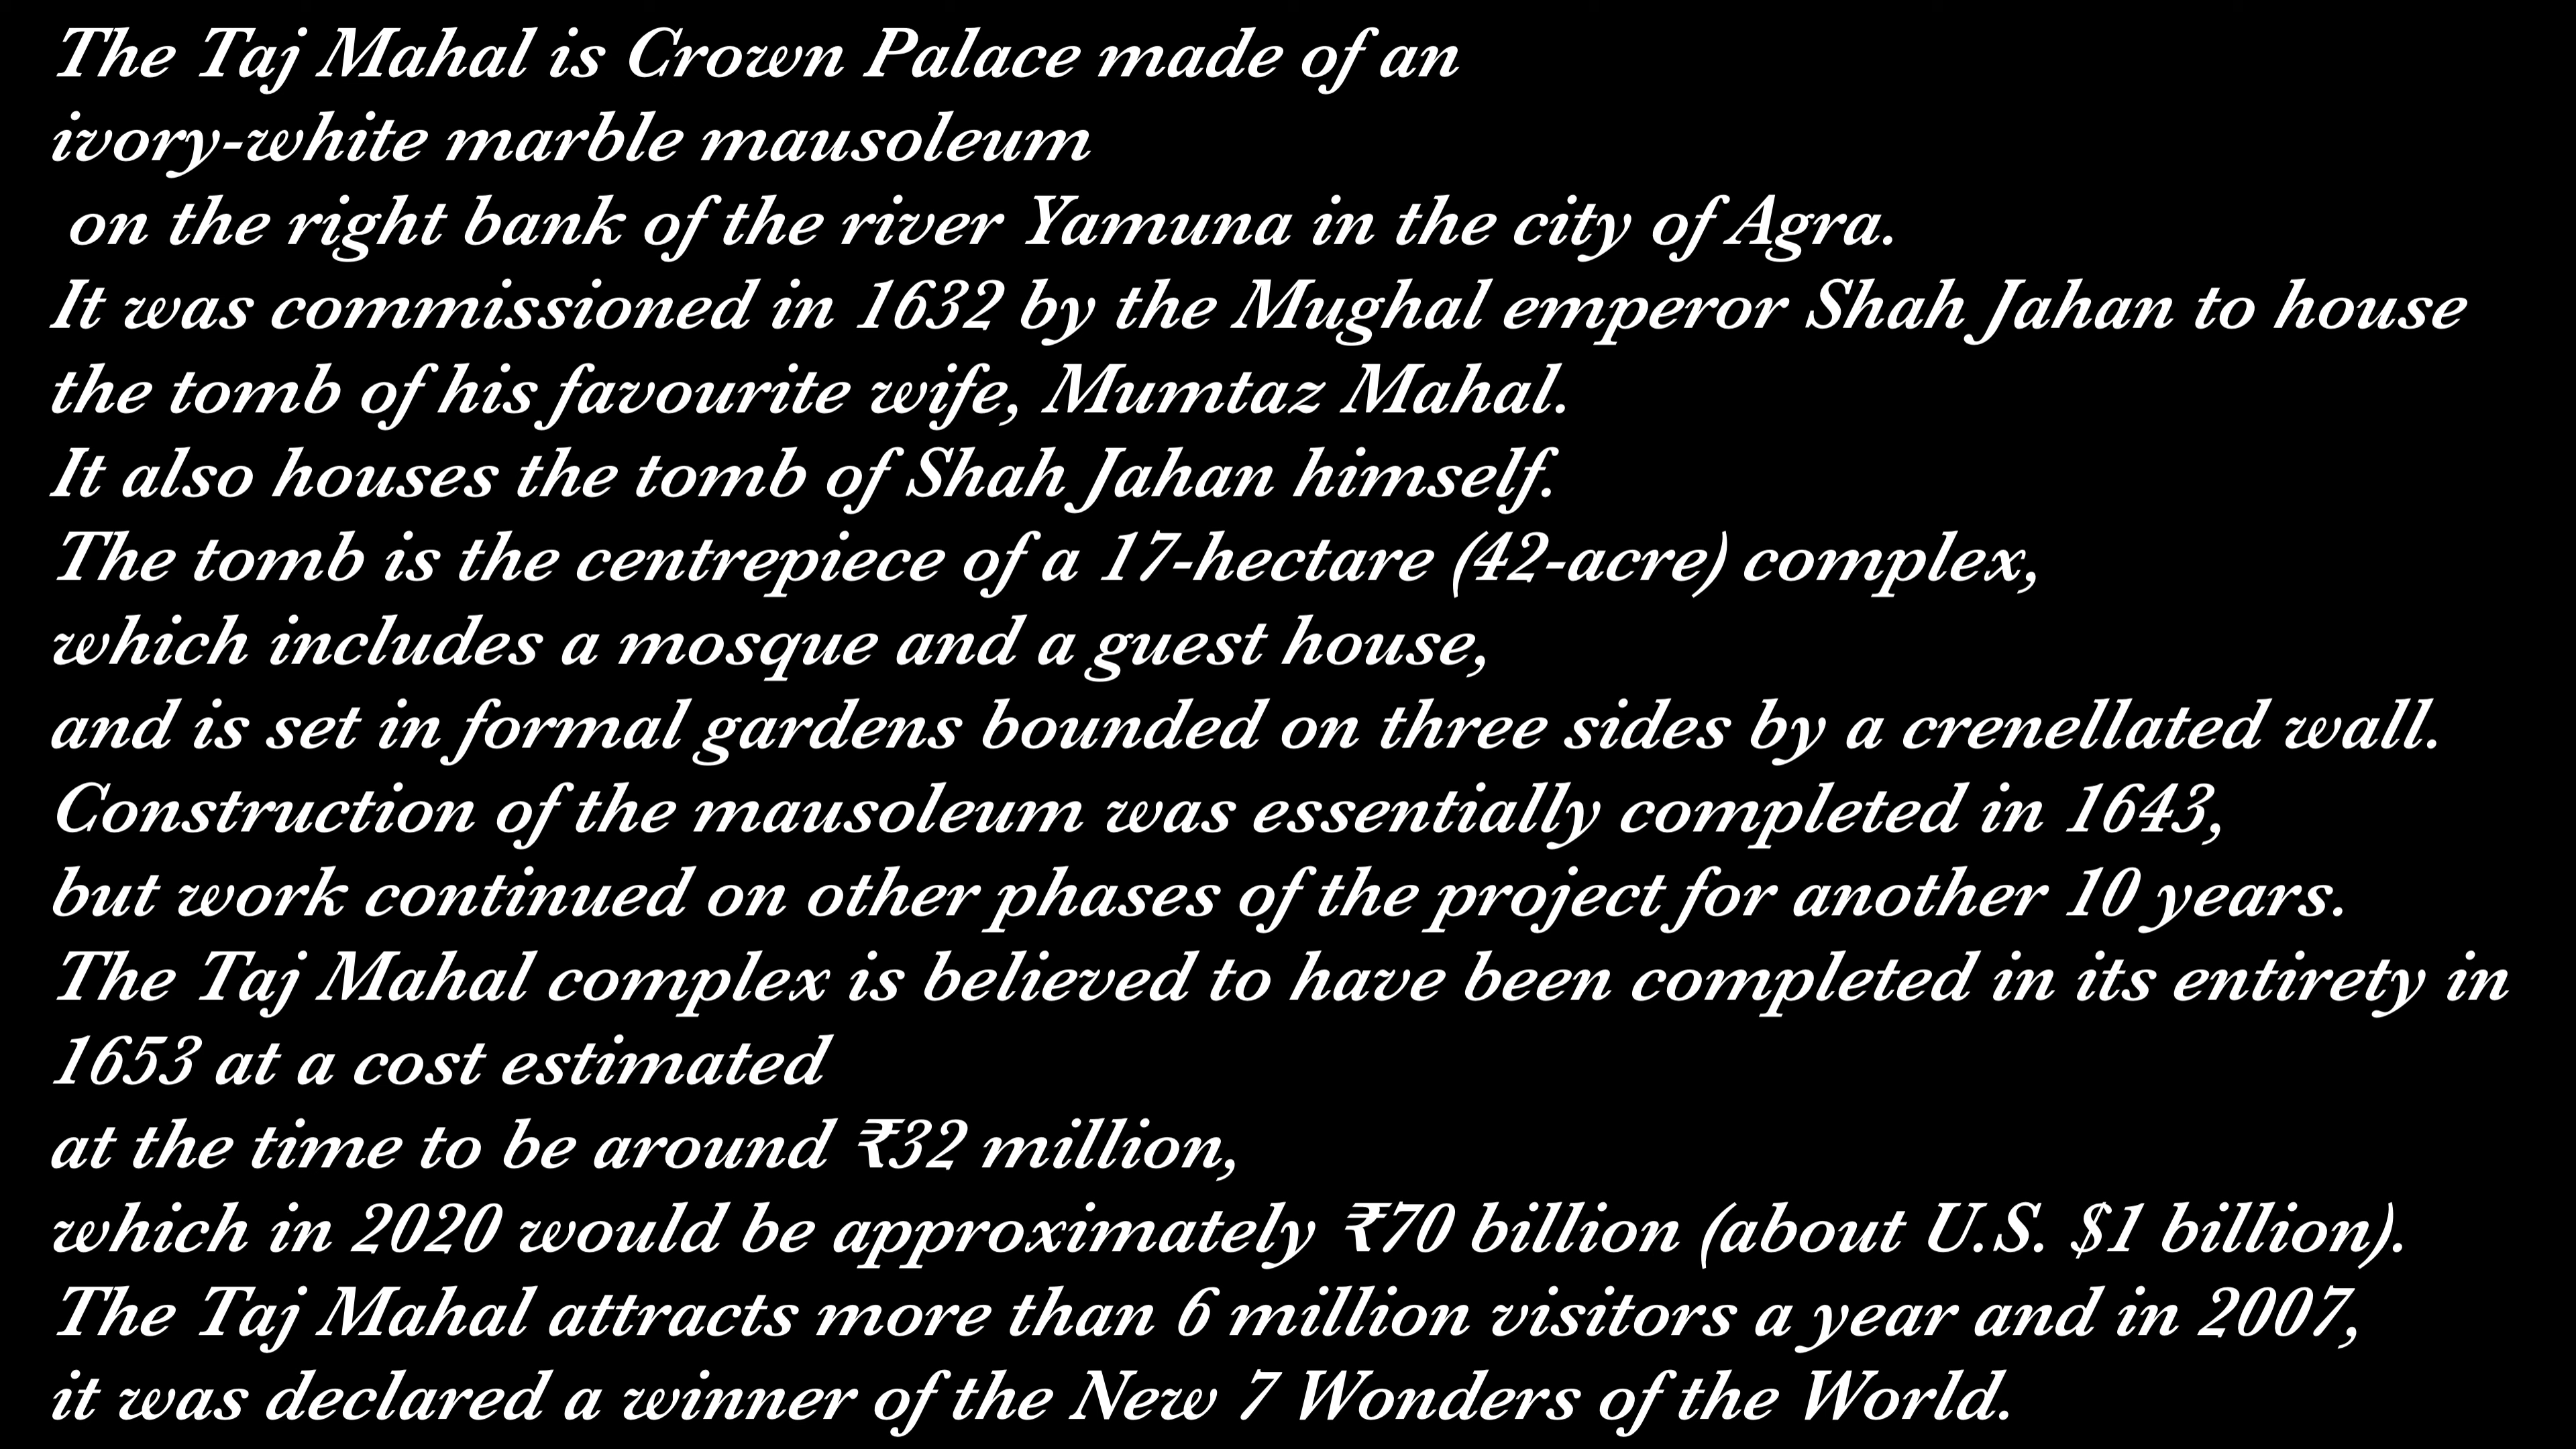 The Taj Mahal is Crown Palace made of an
ivory-white marble mausoleum
on the right bank of the river Yamuna in the city of Agra.
It was commissioned in 1632 by the Mughal emperor Shah Jahan to house
the tomb of his favourite wife, Mumtaz Mahal.
It also houses the tomb of Shah Jahan himself.
The tomb is the centrepiece of a 17-hectare (42-acre) complex,
which includes a mosque and a guest house,
and is set in formal gardens bounded on three sides by a crenellated wall.
Construction of the mausoleum was essentially completed in 1643,
but work continued on other phases of the project for another 10 years.
The Taj Mahal complex is believed to have been completed in its entirety in
1653 at a cost estimated
at the time to be around ₹32 million,
which in 2020 would be approximately ₹70 billion (about U.S. $1 billion).
The Taj Mahal attracts more than 6 million visitors a year and in 2007,
it was declared a winner of the New 7 Wonders of the World.